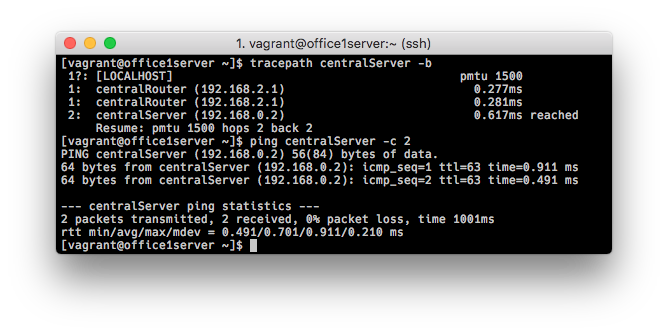 1. vagrant@office1server:~ (ssh)
[vagrant@office1server ~]$ tracepath centralServer -b
1?: [LOCALHOST] pmtu 1500
1: centralRouter (192.168.2.1) 0.277ms
1: centralRouter (192.168.2.1) 0.281ms
2: centralServer (192.168.0.2) 0.617ms reached
Resume: pmtu 1500 hops 2 back 2
[vagrant@office1server ~]$ ping centralServer -c 2
PING centralServer (192.168.0.2) 56(84) bytes of data.
64 bytes from centralServer (192.168.0.2): icmp_seq=1 ttl=63 time=0.911 ms
64 bytes from centralServer (192.168.0.2): icmp_seq=2 ttl=63 time=0.491 ms
--- centralServer ping statistics ---
2 packets transmitted, 2 received, 0% packet loss, time 1001ms
rtt min/avg/max/mdev = 0.491/0.701/0.911/0.210 ms
[vagrant@office1server ~]$